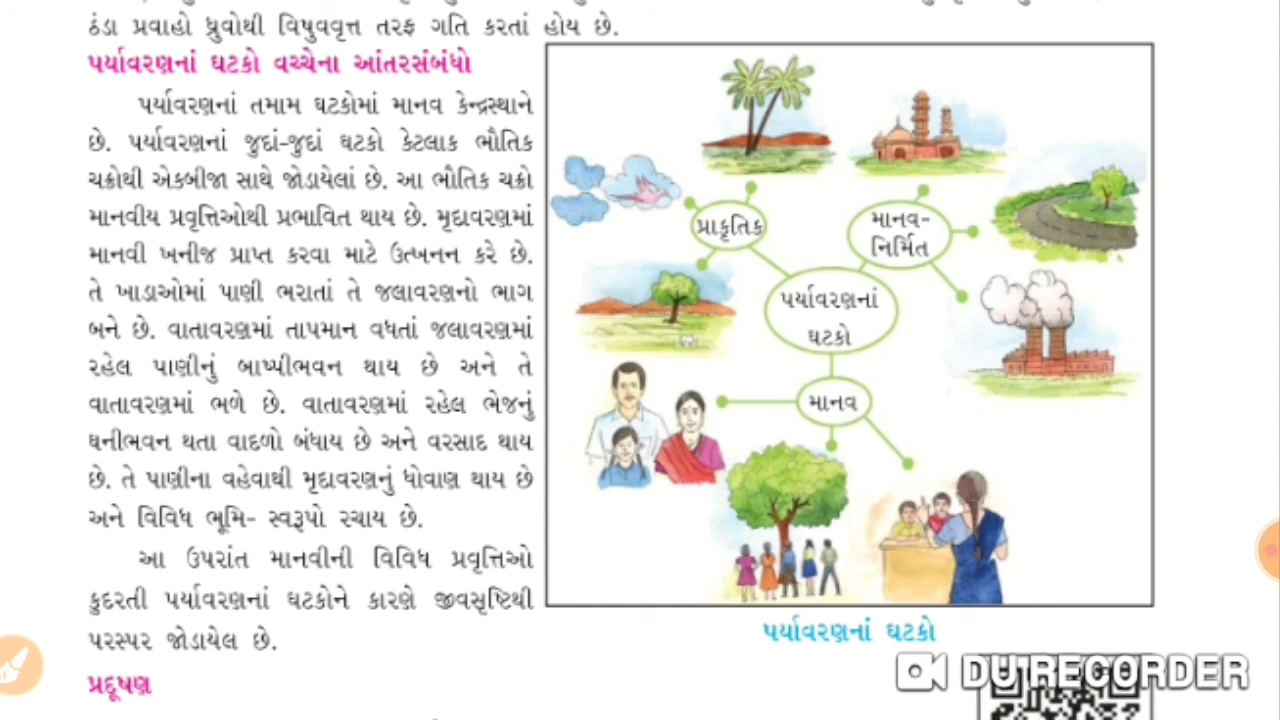 ઠંડા પ્રવાહો ધ્રુવોથી વિષુવવૃત્ત તરફ ગતિ કરતાં હોય છે.
પર્યાવરણનાં ઘટકો વચ્ચેના આંતરસંબંધો
પર્યાવરણનાં તમામ ઘટકોમાં માનવ કેન્દ્રસ્થાને
છે. પર્યાવરણનાં જુદાં-જુદાં ઘટકો કેટલાક ભૌતિક
ચક્રોથી એકબીજા સાથે જોડાયેલાં છે. આ ભૌતિક ચક્રો
માનવીય પ્રવૃત્તિઓથી પ્રભાવિત થાય છે. મૃદાવરણમાં
માનવી ખનીજ પ્રાપ્ત કરવા માટે ઉત્ખનન કરે છે.
તે ખાડાઓમાં પાણી ભરાતાં તે જલાવરણનો ભાગ
બને છે. વાતાવરણમાં તાપમાન વધતાં જલાવરણમાં
રહેલ પાણીનું બાષ્પીભવન થાય છે અને તે
વાતાવરણમાં ભળે છે. વાતાવરણમાં રહેલ ભેજનું
ઘનીભવન થતા વાદળો બંધાય છે અને વરસાદ થાય
છે. તે પાણીના વહેવાથી મૃદાવરણનું ધોવાણ થાય છે
અને વિવિધ ભૂમિ- સ્વરૂપો રચાય છે.
આ ઉપરાંત માનવીની વિવિધ પ્રવૃત્તિઓ
કુદરતી પર્યાવરણનાં ઘટકોને કારણે જીવસૃષ્ટિથી
પરસ્પર જોડાયેલ છે.
પ્રદૂષણ
પ્રાકૃતિક
માનવ-
નિર્મિત
પર્યાવરણનાં
ઘટકો
માનવ
પર્યાવરણનાં ઘટકો
DU RECORDER